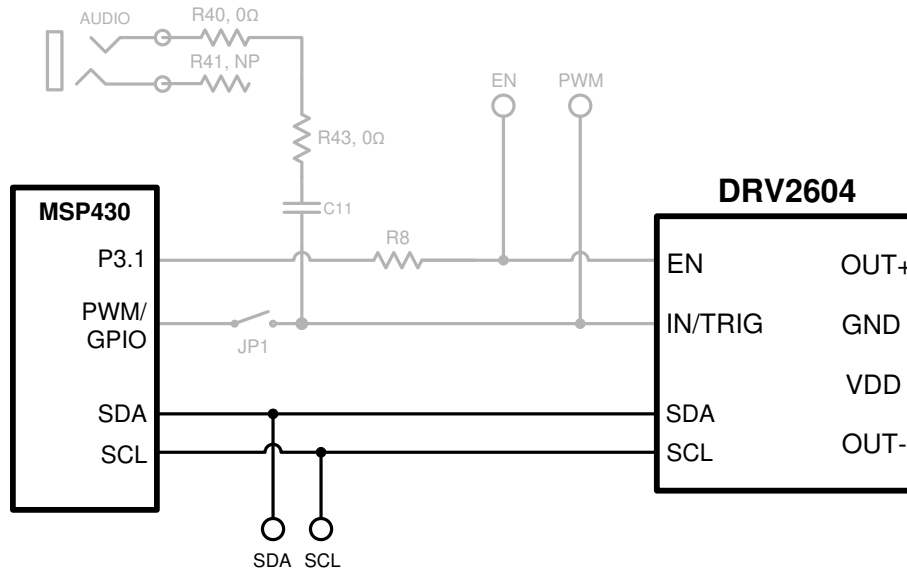 AUDIO
R40, 0Ω
R41, NP
EN
PWM
R43, 0Ω
C11
DRV2604
MSP430
R8
P3.1
EN
OUT+
PWM/
GPIO
JP1
IN/TRIG
GND
VDD
SDA
SDA
SCL
SCL
OUT-
SDA
SCL